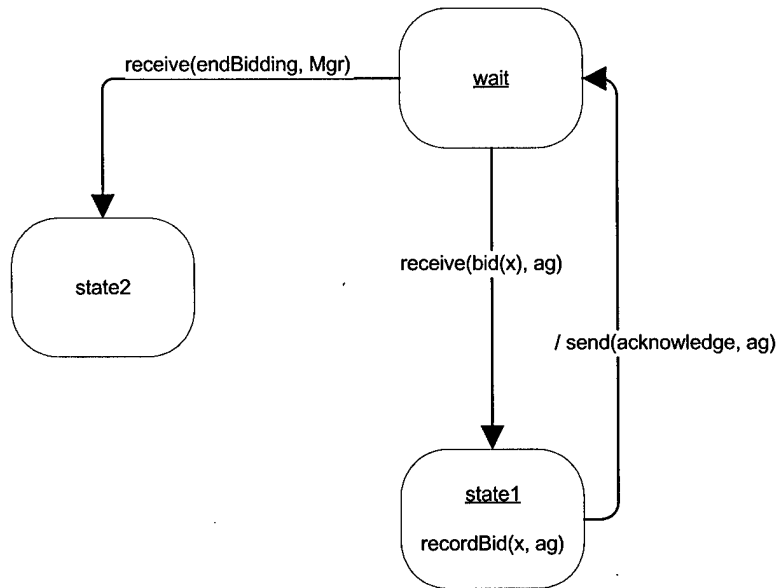 wait
receive(endBidding, Mgr)
state2
receive(bid(x), ag)
/ send(acknowledge, ag)
state1
recordBid(x, ag)